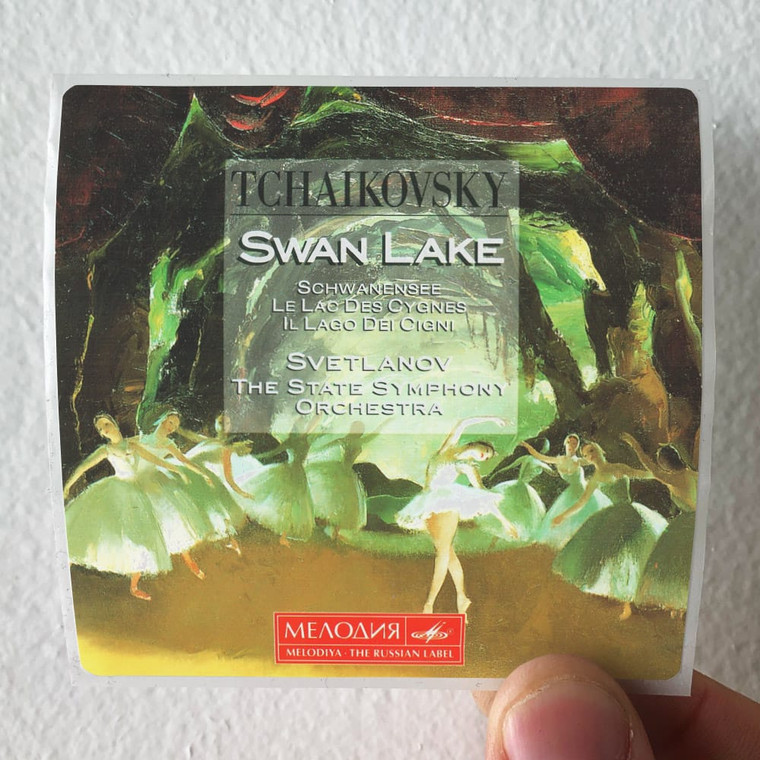 TCHAIKOVSKY
SWAN LAKE
SCHWANENSEE
LE LAC DES CYGNES
IL LAGO DEI CIGNI
SVETLANOV
THE STATE SYMPHONY
ORCHESTRA
МЕЛОДИЯ
MELODIYA · THE RUSSIAN LABEL